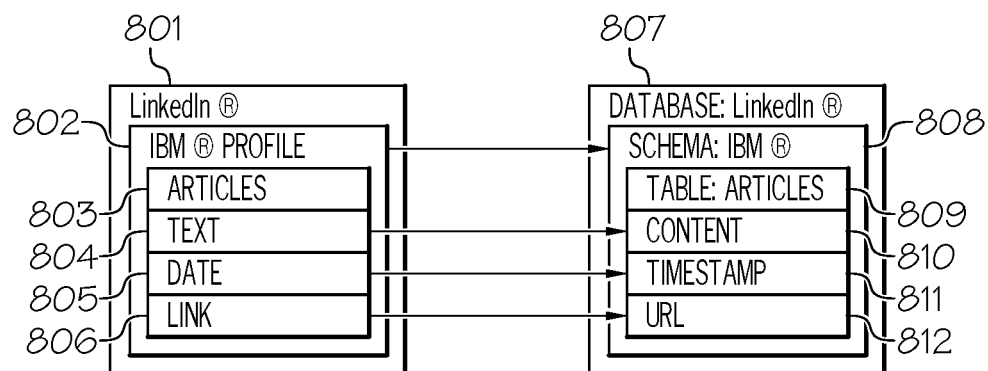 801
807
LinkedIn ®
DATABASE: LinkedIn ®
802
808
IBM ® PROFILE
SCHEMA: IBM ®
ARTICLES
TABLE: ARTICLES
803
809
TEXT
CONTENT
804
810
DATE
TIMESTAMP
805
811
LINK
URL
806
812